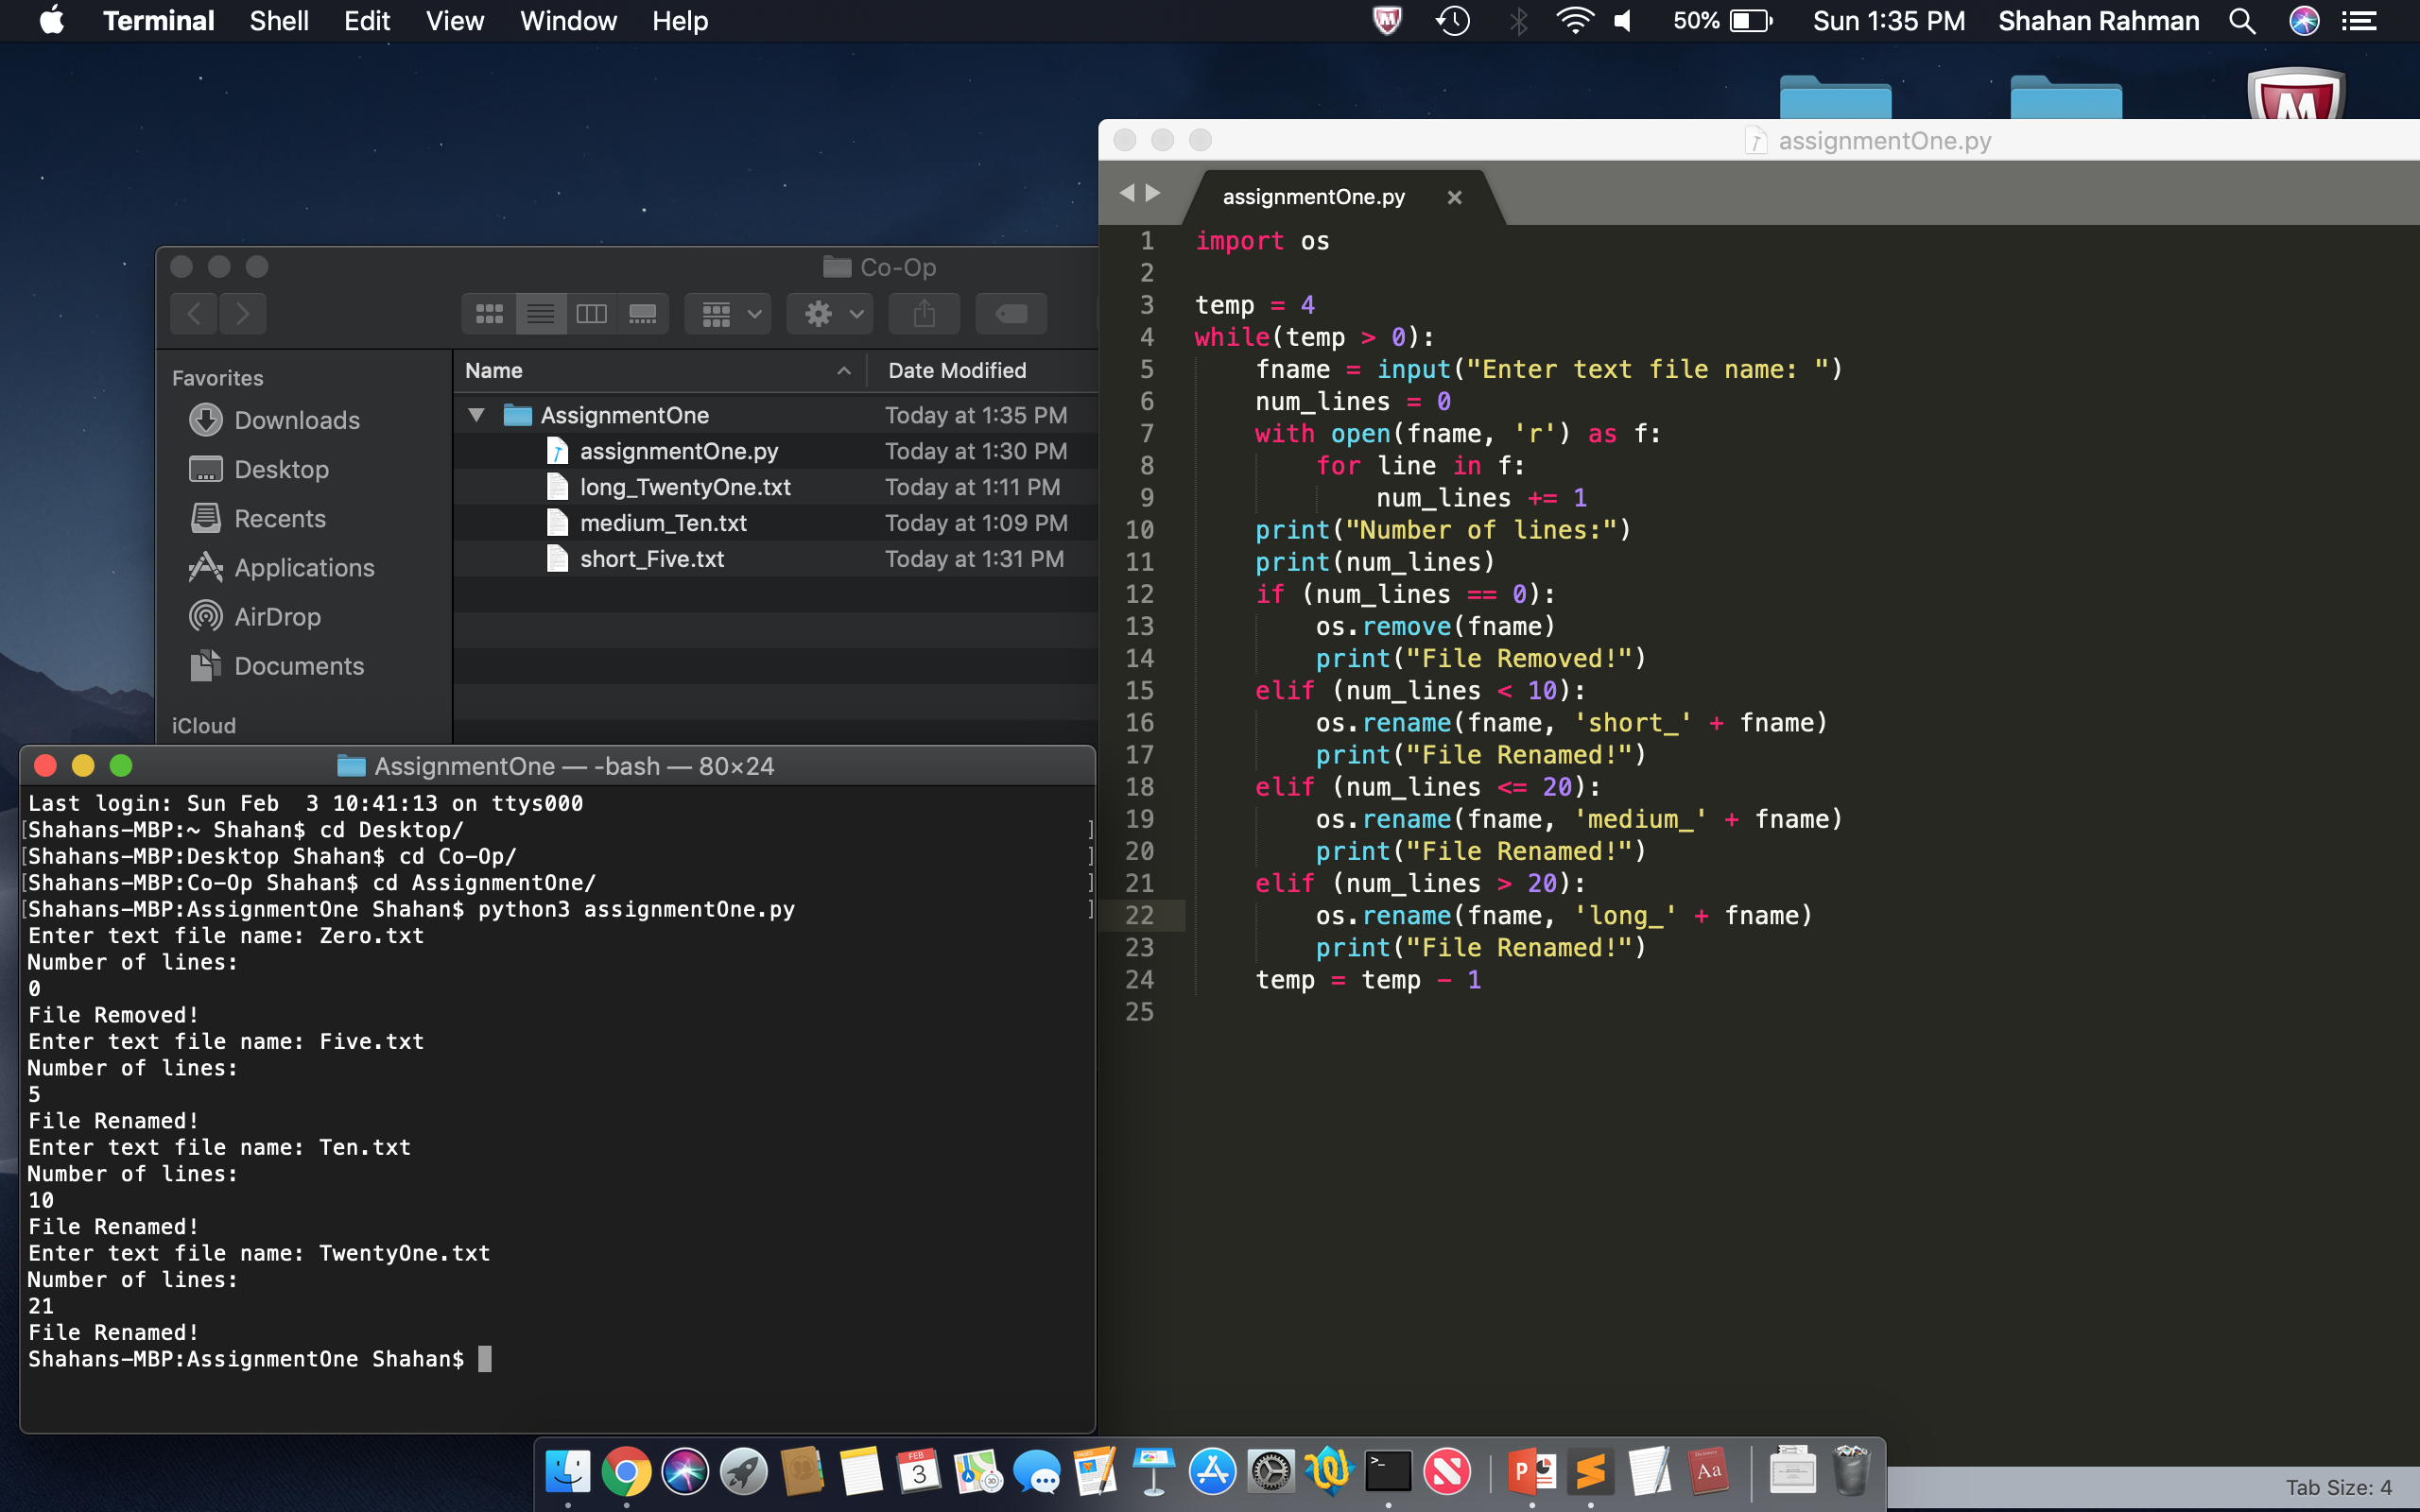 Terminal Shell Edit View Window Help 50% Sun 1:35 PM Shahan Rahman
assignmentOne.py
assignmentOne.py ×
1 import os
2
3 temp = 4
4 while(temp > 0):
5     fname = input("Enter text file name: ")
6     num_lines = 0
7     with open(fname, 'r') as f:
8         for line in f:
9             num_lines += 1
10     print("Number of lines:")
11     print(num_lines)
12     if (num_lines == 0):
13         os.remove(fname)
14         print("File Removed!")
15     elif (num_lines < 10):
16         os.rename(fname, 'short_' + fname)
17         print("File Renamed!")
18     elif (num_lines <= 20):
19         os.rename(fname, 'medium_' + fname)
20         print("File Renamed!")
21     elif (num_lines > 20):
22         os.rename(fname, 'long_' + fname)
23         print("File Renamed!")
24     temp = temp - 1
25
Tab Size: 4
Co-Op
Favorites
Downloads
Desktop
Recents
Applications
AirDrop
Documents
iCloud
Name Date Modified
AssignmentOne Today at 1:35 PM
assignmentOne.py Today at 1:30 PM
long_TwentyOne.txt Today at 1:11 PM
medium_Ten.txt Today at 1:09 PM
short_Five.txt Today at 1:31 PM
AssignmentOne — -bash — 80×24
Last login: Sun Feb  3 10:41:13 on ttys000
[Shahans-MBP:~ Shahan$ cd Desktop/ ]
[Shahans-MBP:Desktop Shahan$ cd Co-Op/ ]
[Shahans-MBP:Co-Op Shahan$ cd AssignmentOne/ ]
[Shahans-MBP:AssignmentOne Shahan$ python3 assignmentOne.py ]
Enter text file name: Zero.txt
Number of lines:
0
File Removed!
Enter text file name: Five.txt
Number of lines:
5
File Renamed!
Enter text file name: Ten.txt
Number of lines:
10
File Renamed!
Enter text file name: TwentyOne.txt
Number of lines:
21
File Renamed!
Shahans-MBP:AssignmentOne Shahan$
FEB
3
3D
>_
P
Aa